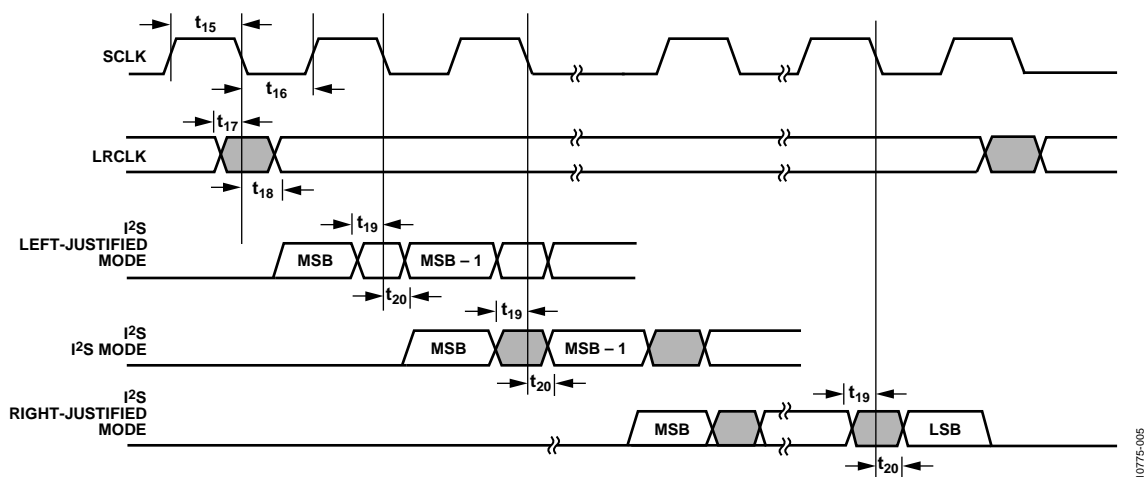 t15
SCLK
t16
t17
LRCLK
t18
I2S
LEFT-JUSTIFIED
MODE
t19
MSB
MSB – 1
t20
I2S
I2S MODE
t19
MSB
MSB – 1
t20
I2S
RIGHT-JUSTIFIED
MODE
t19
MSB
LSB
t20
10775-005